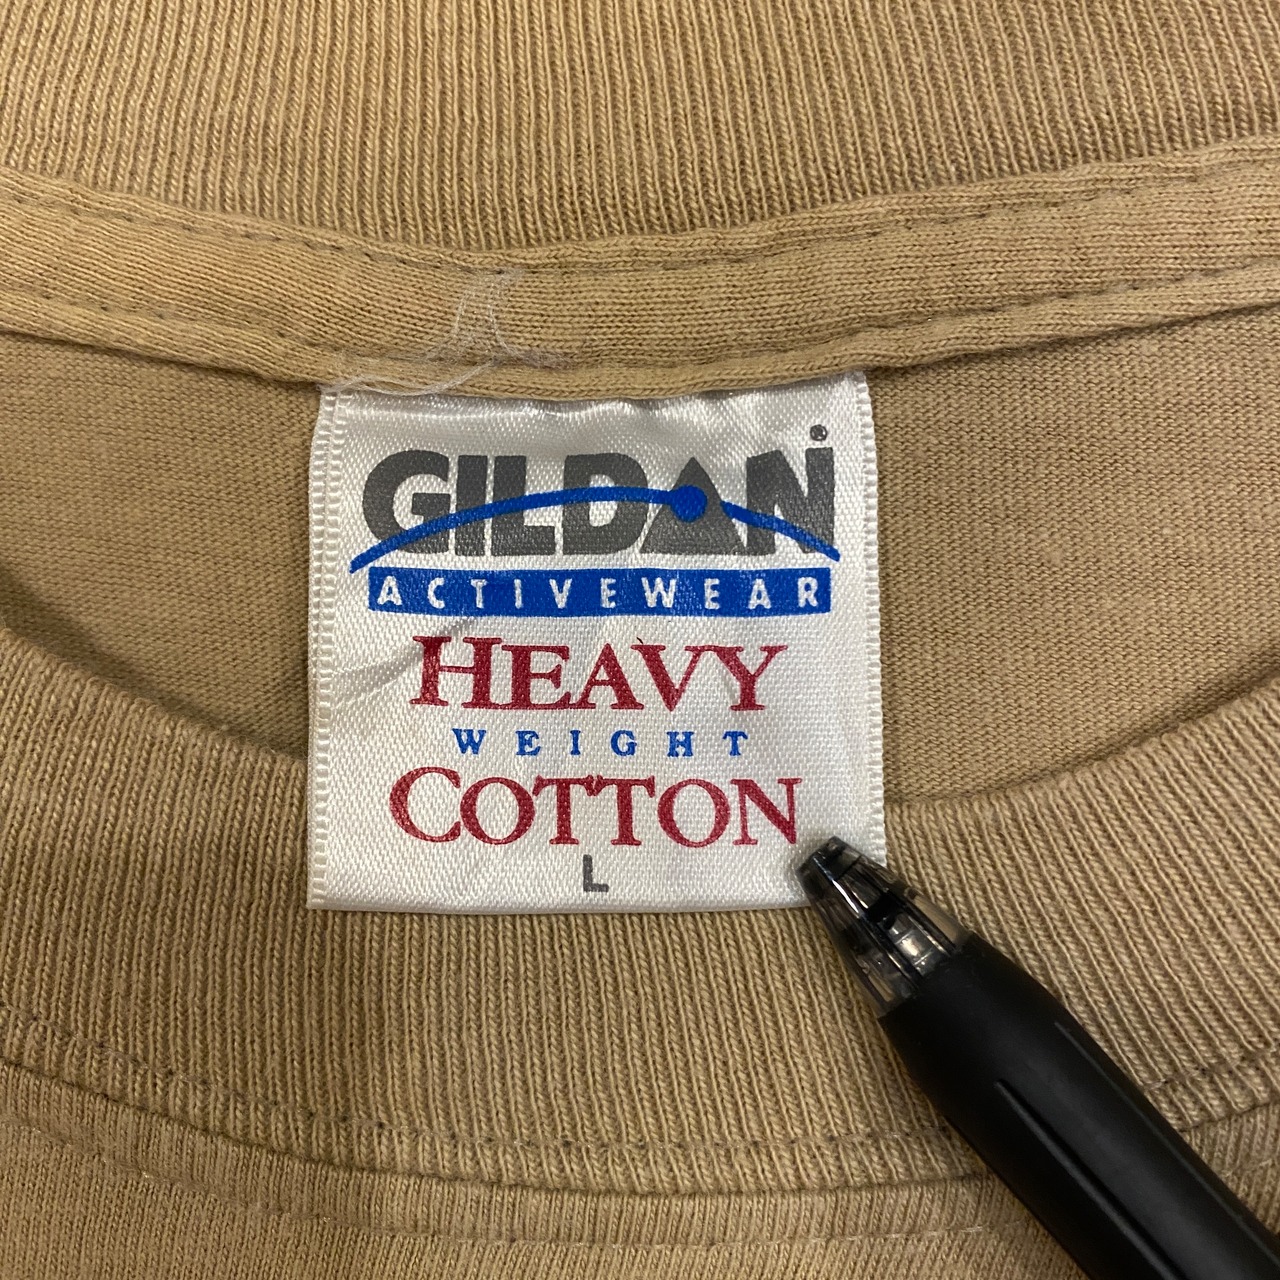 GILDAN®
ACTIVEWEAR
HEAVY
WEIGHT
COTTON
L